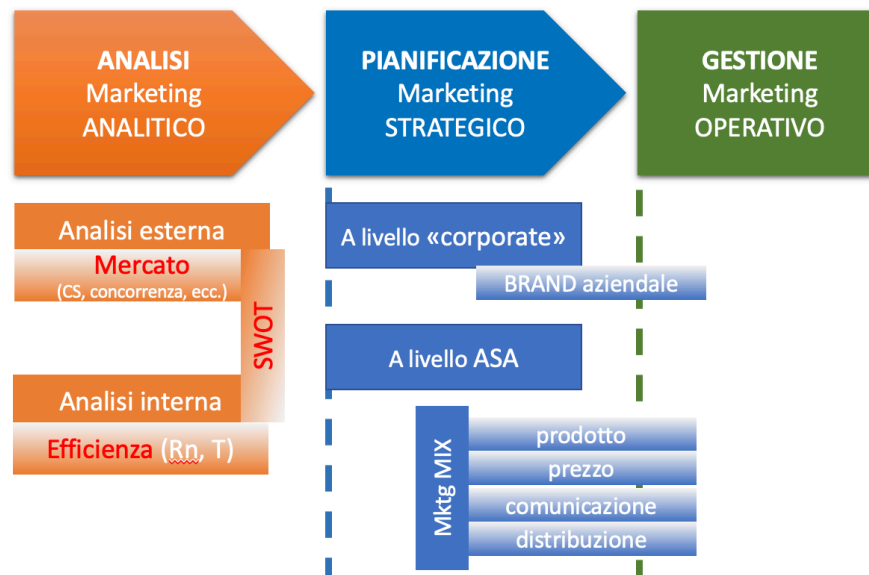 ANALISI
Marketing
ANALITICO
PIANIFICAZIONE
Marketing
STRATEGICO
GESTIONE
Marketing
OPERATIVO
Analisi esterna
Mercato
(CS, concorrenza, ecc.)
SWOT
Analisi interna
Efficienza (Rn, T)
A livello «corporate»
BRAND aziendale
A livello ASA
Mktg MIX
prodotto
prezzo
comunicazione
distribuzione